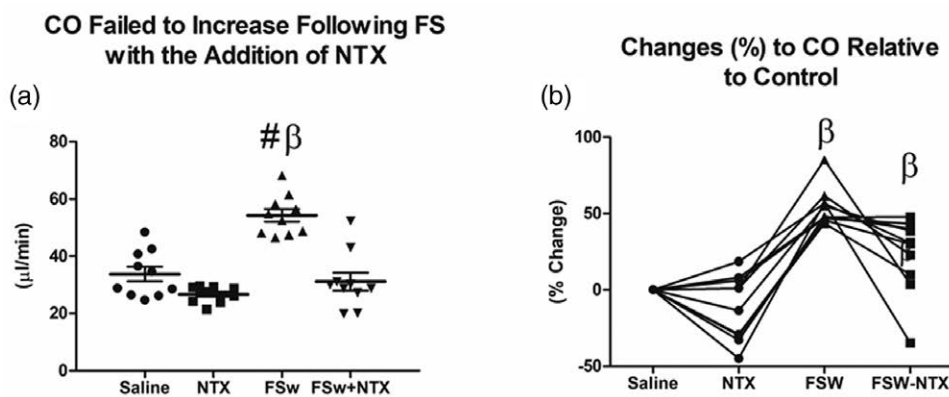 CO Failed to Increase Following FS
with the Addition of NTX
(a)
80
60
40
20
0
(µl/min)
#β
Saline NTX FSw FSw+NTX
Changes (%) to CO Relative
to Control
(b)
100
50
0
-50
(% Change)
β
β
Saline NTX FSW FSW-NTX